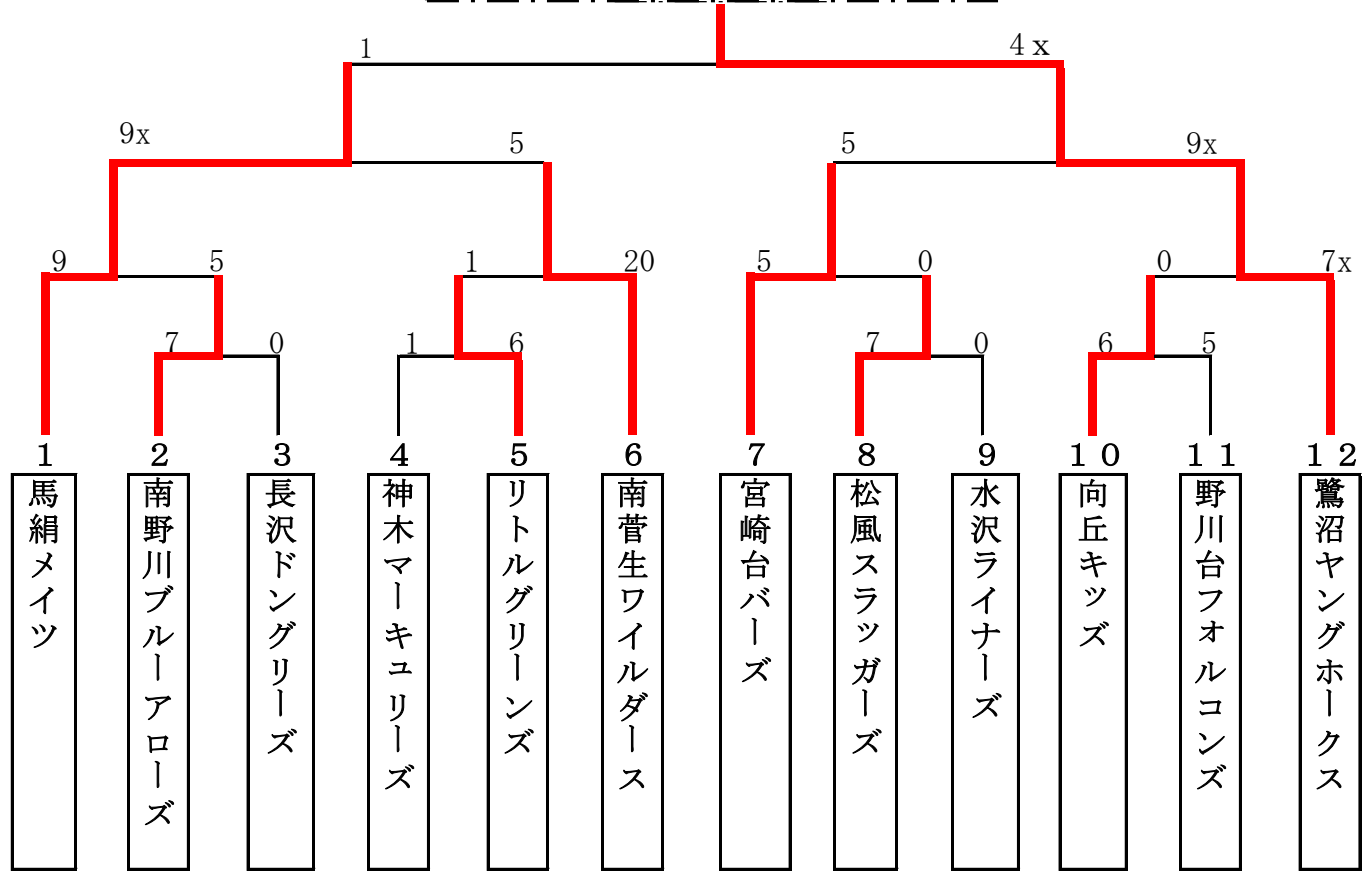 1
４ｘ
9x
5
5
9x
9
5
1
20
5
0
0
7x
7
0
1
6
7
0
6
5
１
２
３
４
５
６
７
８
９
１０
１１
１２
馬絹メイツ
南野川ブルーアローズ
長沢ドングリーズ
神木マーキュリーズ
リトルグリーンズ
南菅生ワイルダース
宮崎台バーズ
松風スラッガーズ
水沢ライナーズ
向丘キッズ
野川台フォルコンズ
鷺沼ヤングホークス